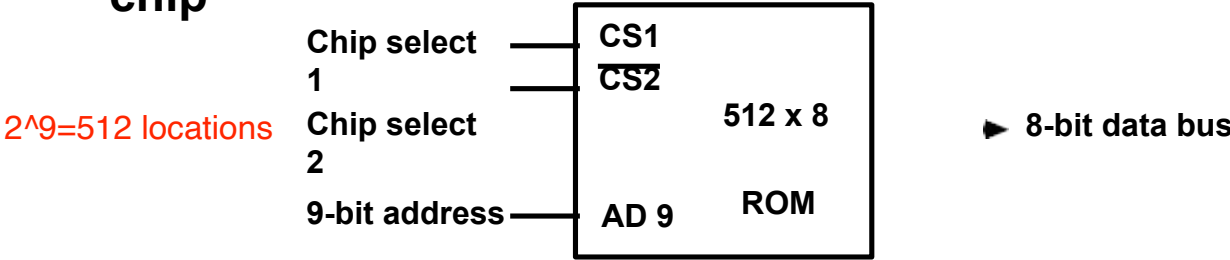 chip
Chip select
1
CS1
CS2
2^9=512 locations
Chip select
2
512 x 8
8-bit data bus
9-bit address
AD 9
ROM